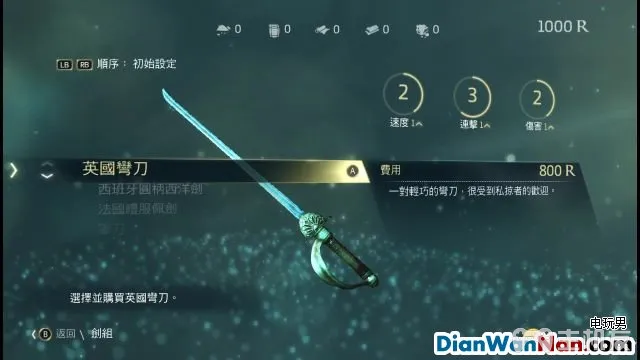 0 0 0 0 0 1000 R
LB RB 順序： 初始設定
2 3 2
速度 1 連擊 1 傷害 1
英國彎刀 A 費用 800 R
西班牙圓柄西洋劍
一對輕巧的彎刀，很受到私掠者的歡迎。
法國禮服佩劍
選擇並購買英國彎刀。
B 返回 \ 劍組
电玩男
DianWanNan.com